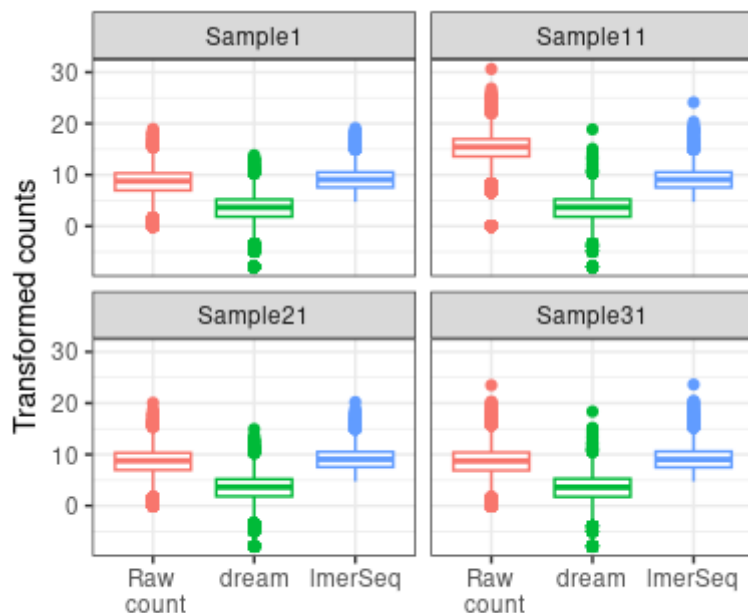 Sample1
Sample11
30
20
10
0
Sample21
Sample31
30
20
10
0
Transformed counts
Raw count
dream
lmerSeq
Raw count
dream
lmerSeq